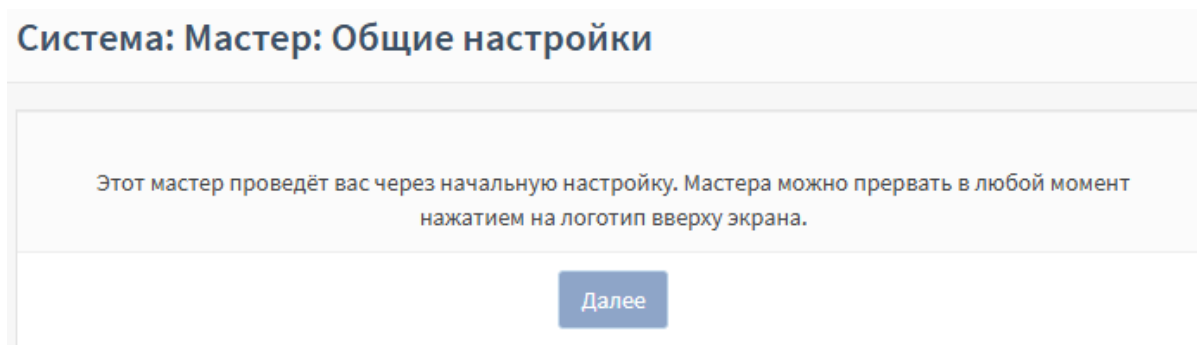 Система: Мастер: Общие настройки
Этот мастер проведёт вас через начальную настройку. Мастера можно прервать в любой момент
нажатием на логотип вверху экрана.
Далее